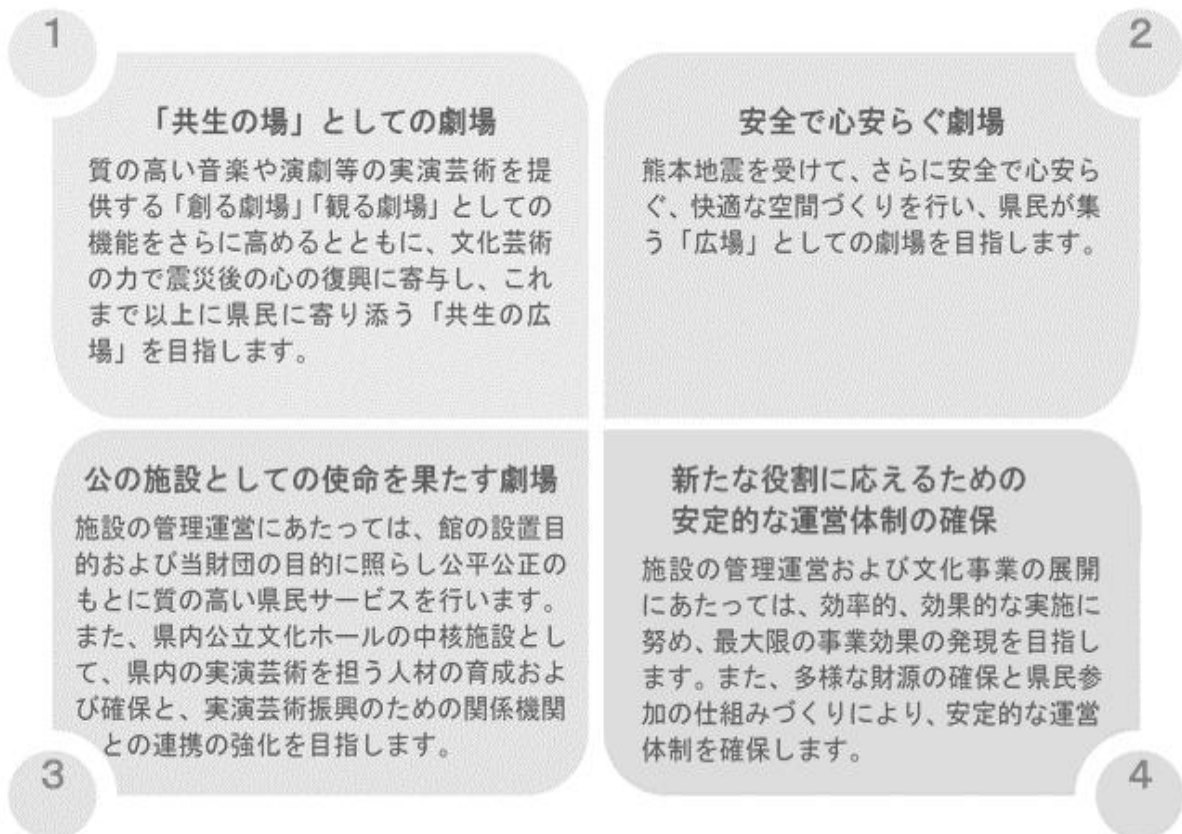 1
「共生の場」としての劇場
質の高い音楽や演劇等の実演芸術を提
供する「創る劇場」「観る劇場」としての
機能をさらに高めるとともに、文化芸術
の力で震災後の心の復興に寄与し、これ
まで以上に県民に寄り添う「共生の広
場」を目指します。
2
安全で心安らぐ劇場
熊本地震を受けて、さらに安全で心安ら
ぐ、快適な空間づくりを行い、県民が集
う「広場」としての劇場を目指します。
公の施設としての使命を果たす劇場
施設の管理運営にあたっては、館の設置目
的および当財団の目的に照らし公平公正の
もとに質の高い県民サービスを行います。
また、県内公立文化ホールの中核施設とし
て、県内の実演芸術を担う人材の育成およ
び確保と、実演芸術振興のための関係機関
との連携の強化を目指します。
3
新たな役割に応えるための
安定的な運営体制の確保
施設の管理運営および文化事業の展開
にあたっては、効率的、効果的な実施に
努め、最大限の事業効果の発現を目指し
ます。また、多様な財源の確保と県民参
加の仕組みづくりにより、安定的な運営
体制を確保します。
4